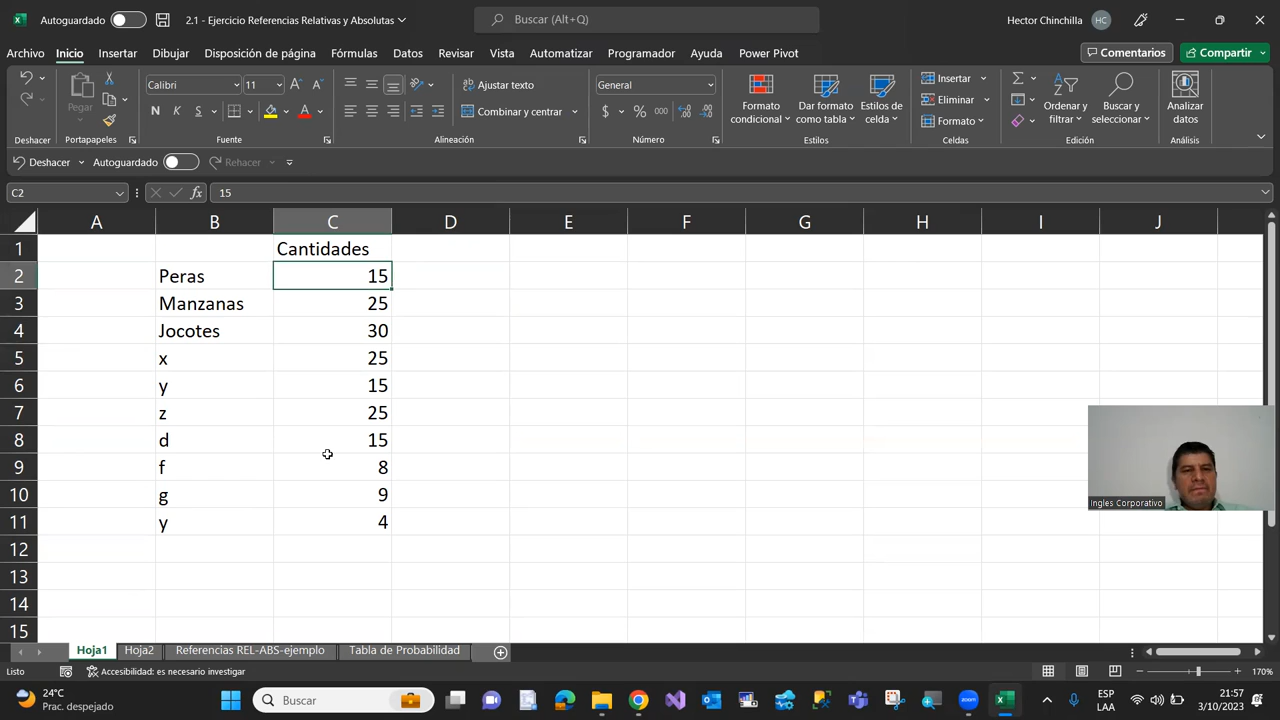 Autoguardado
2.1 - Ejercicio Referencias Relativas y Absolutas
Buscar (Alt+Q)
Hector Chinchilla
HC
Archivo Inicio Insertar Dibujar Disposición de página Fórmulas Datos Revisar Vista Automatizar Programador Ayuda Power Pivot
Comentarios
Compartir
Deshacer
Pegar
Portapapeles
Calibri
11
N K S
Fuente
Ajustar texto
Combinar y centrar
Alineación
General
$ % 000
Número
Formato condicional
Dar formato como tabla
Estilos de celda
Estilos
Insertar
Eliminar
Formato
Celdas
Ordenar y filtrar
Buscar y seleccionar
Edición
Analizar datos
Análisis
Deshacer Autoguardado Rehacer
C2
fx
15
A B C D E F G H I J
1 Cantidades
2 Peras 15
3 Manzanas 25
4 Jocotes 30
5 x 25
6 y 15
7 z 25
8 d 15
9 f 8
10 g 9
11 y 4
12
13
14
15
Ingles Corporativo
Hoja1 Hoja2 Referencias REL-ABS-ejemplo Tabla de Probabilidad
Listo
Accesibilidad: es necesario investigar
170%
24°C
Prac. despejado
Buscar
ESP
LAA
21:57
3/10/2023